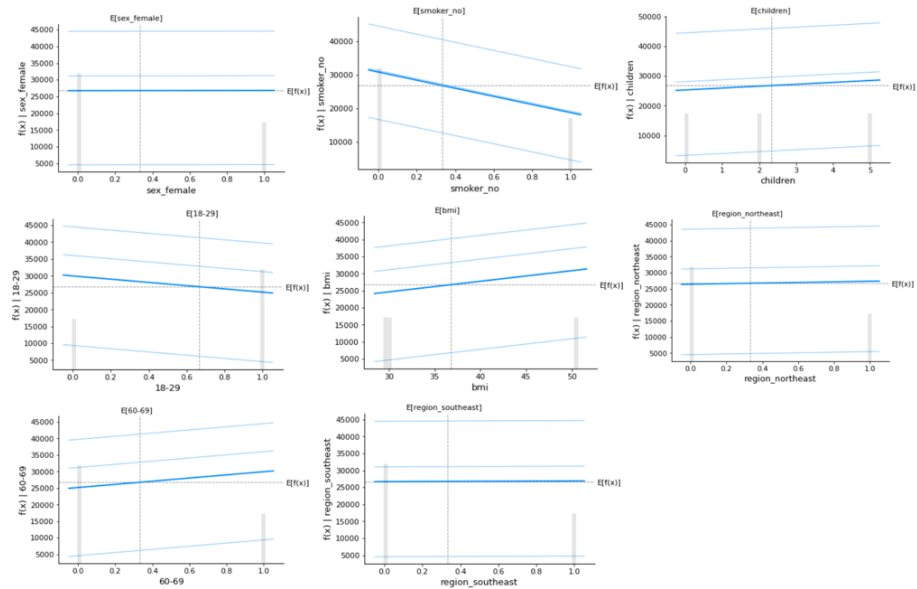 E[sex_female]
45000
40000
35000
30000
25000
20000
15000
10000
5000
f(x) | sex_female
E[f(x)]
0.0 0.2 0.4 0.6 0.8 1.0
sex_female
E[smoker_no]
40000
30000
20000
10000
f(x) | smoker_no
E[f(x)]
0.0 0.2 0.4 0.6 0.8 1.0
smoker_no
E[children]
50000
40000
30000
20000
10000
f(x) | children
E[f(x)]
0 1 2 3 4 5
children
E[18-29]
45000
40000
35000
30000
25000
20000
15000
10000
5000
f(x) | 18-29
E[f(x)]
0.0 0.2 0.4 0.6 0.8 1.0
18-29
E[bmi]
45000
40000
35000
30000
25000
20000
15000
10000
5000
f(x) | bmi
E[f(x)]
30 35 40 45 50
bmi
E[region_northeast]
45000
40000
35000
30000
25000
20000
15000
10000
5000
f(x) | region_northeast
E[f(x)]
0.0 0.2 0.4 0.6 0.8 1.0
region_northeast
E[60-69]
45000
40000
35000
30000
25000
20000
15000
10000
5000
f(x) | 60-69
E[f(x)]
0.0 0.2 0.4 0.6 0.8 1.0
60-69
E[region_southeast]
45000
40000
35000
30000
25000
20000
15000
10000
5000
f(x) | region_southeast
E[f(x)]
0.0 0.2 0.4 0.6 0.8 1.0
region_southeast